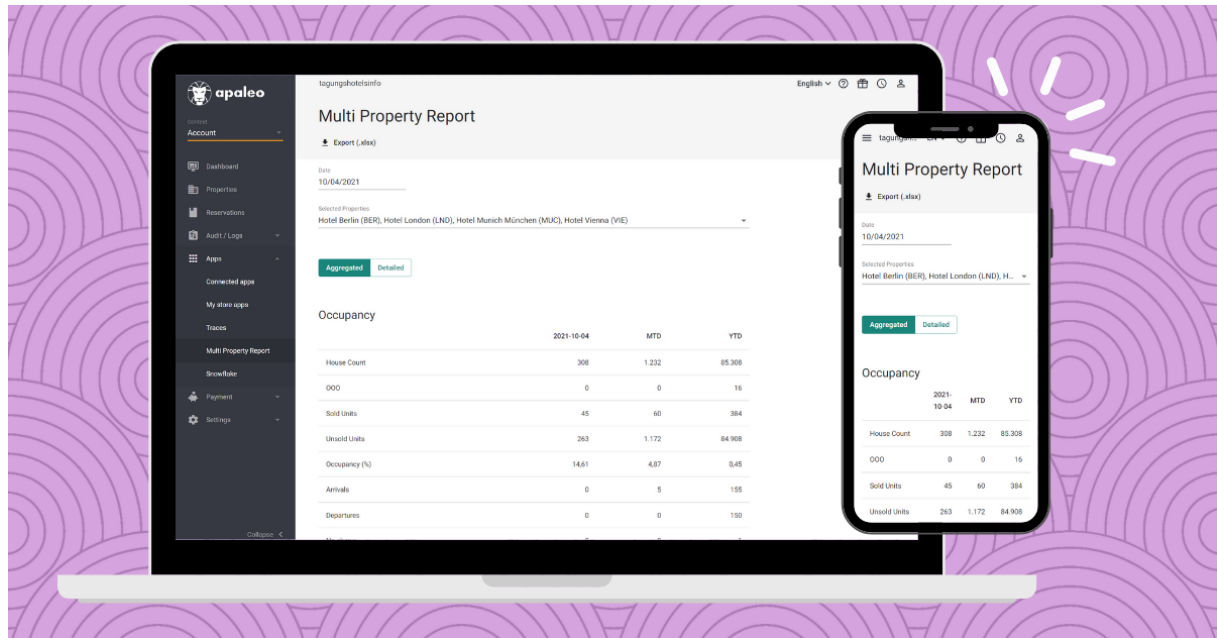 apaleo
Context
Account
Dashboard
Properties
Reservations
Audit / Logs
Apps
Connected apps
My store apps
Traces
Multi Property Report
Snowflake
Payment
Settings
Collapse
tagungshotelsinfo
English
Multi Property Report
Export (.xlsx)
Date
10/04/2021
Selected Properties
Hotel Berlin (BER), Hotel London (LND), Hotel Munich München (MUC), Hotel Vienna (VIE)
Aggregated Detailed
Occupancy
2021-10-04 MTD YTD
House Count 308 1.232 85.308
OOO 0 0 16
Sold Units 45 60 384
Unsold Units 263 1.172 84.908
Occupancy (%) 14,61 4,87 0,45
Arrivals 0 5 155
Departures 0 0 150
Multi Property Report
Export (.xlsx)
Date
10/04/2021
Selected Properties
Hotel Berlin (BER), Hotel London (LND), H...
Aggregated Detailed
Occupancy
2021-
10-04 MTD YTD
House Count 308 1.232 85.308
OOO 0 0 16
Sold Units 45 60 384
Unsold Units 263 1.172 84.908